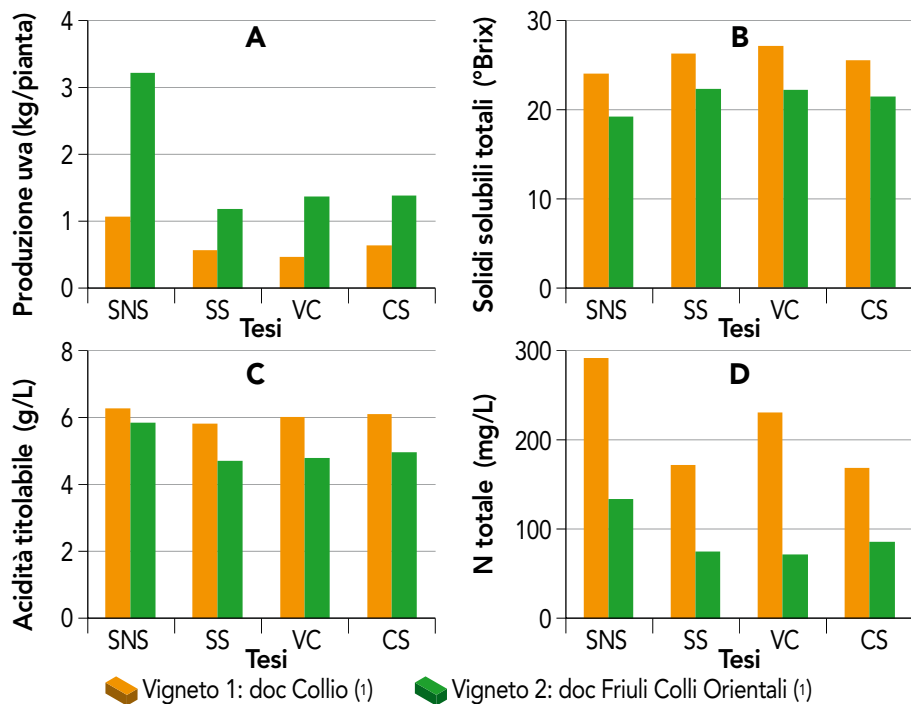 A
Produzione uva (kg/pianta)
4
3
2
1
0
SNS SS VC CS
Tesi
B
Solidi solubili totali (°Brix)
30
20
10
0
SNS SS VC CS
Tesi
C
Acidità titolabile (g/L)
8
6
4
2
0
SNS SS VC CS
Tesi
D
N totale (mg/L)
300
200
100
0
SNS SS VC CS
Tesi
Vigneto 1: doc Collio (1) Vigneto 2: doc Friuli Colli Orientali (1)